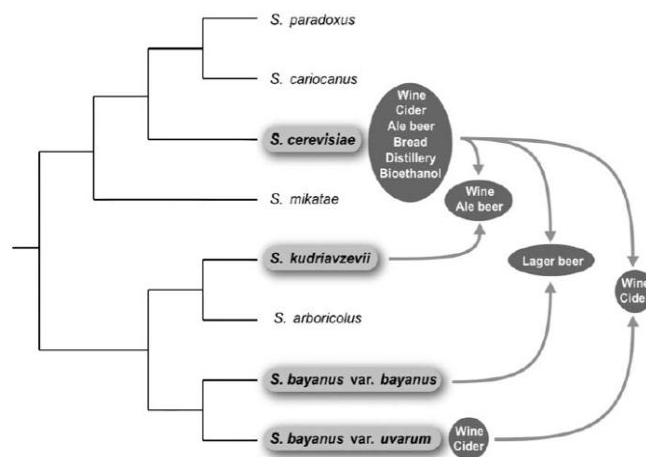 S. paradoxus
S. cariocanus
S. cerevisiae
Wine
Cider
Ale beer
Bread
Distillery
Bioethanol
S. mikatae
Wine
Ale beer
S. kudriavzevii
Lager beer
Wine
Cider
S. arboricolus
S. bayanus var. bayanus
S. bayanus var. uvarum
Wine
Cider